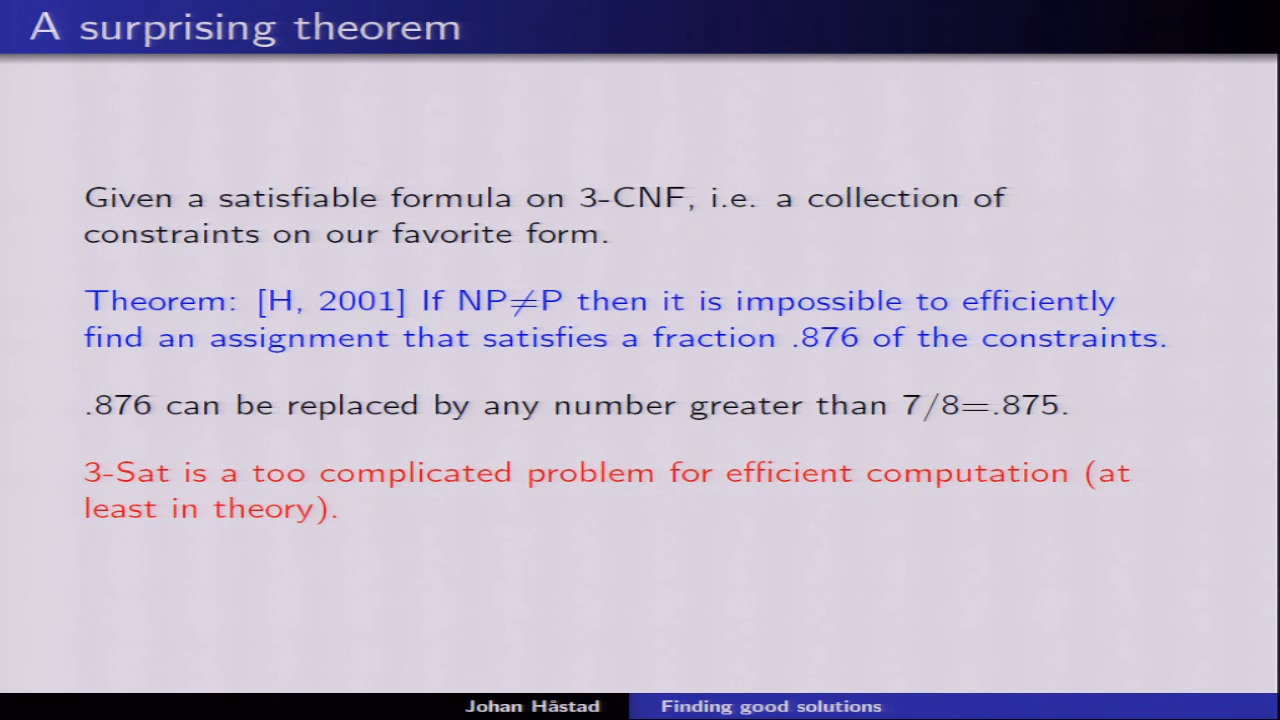 A surprising theorem
Given a satisfiable formula on 3-CNF, i.e. a collection of
constraints on our favorite form.
Theorem: [H, 2001] If NP≠P then it is impossible to efficiently
find an assignment that satisfies a fraction .876 of the constraints.
.876 can be replaced by any number greater than 7/8=.875.
3-Sat is a too complicated problem for efficient computation (at
least in theory).
Johan Håstad
Finding good solutions